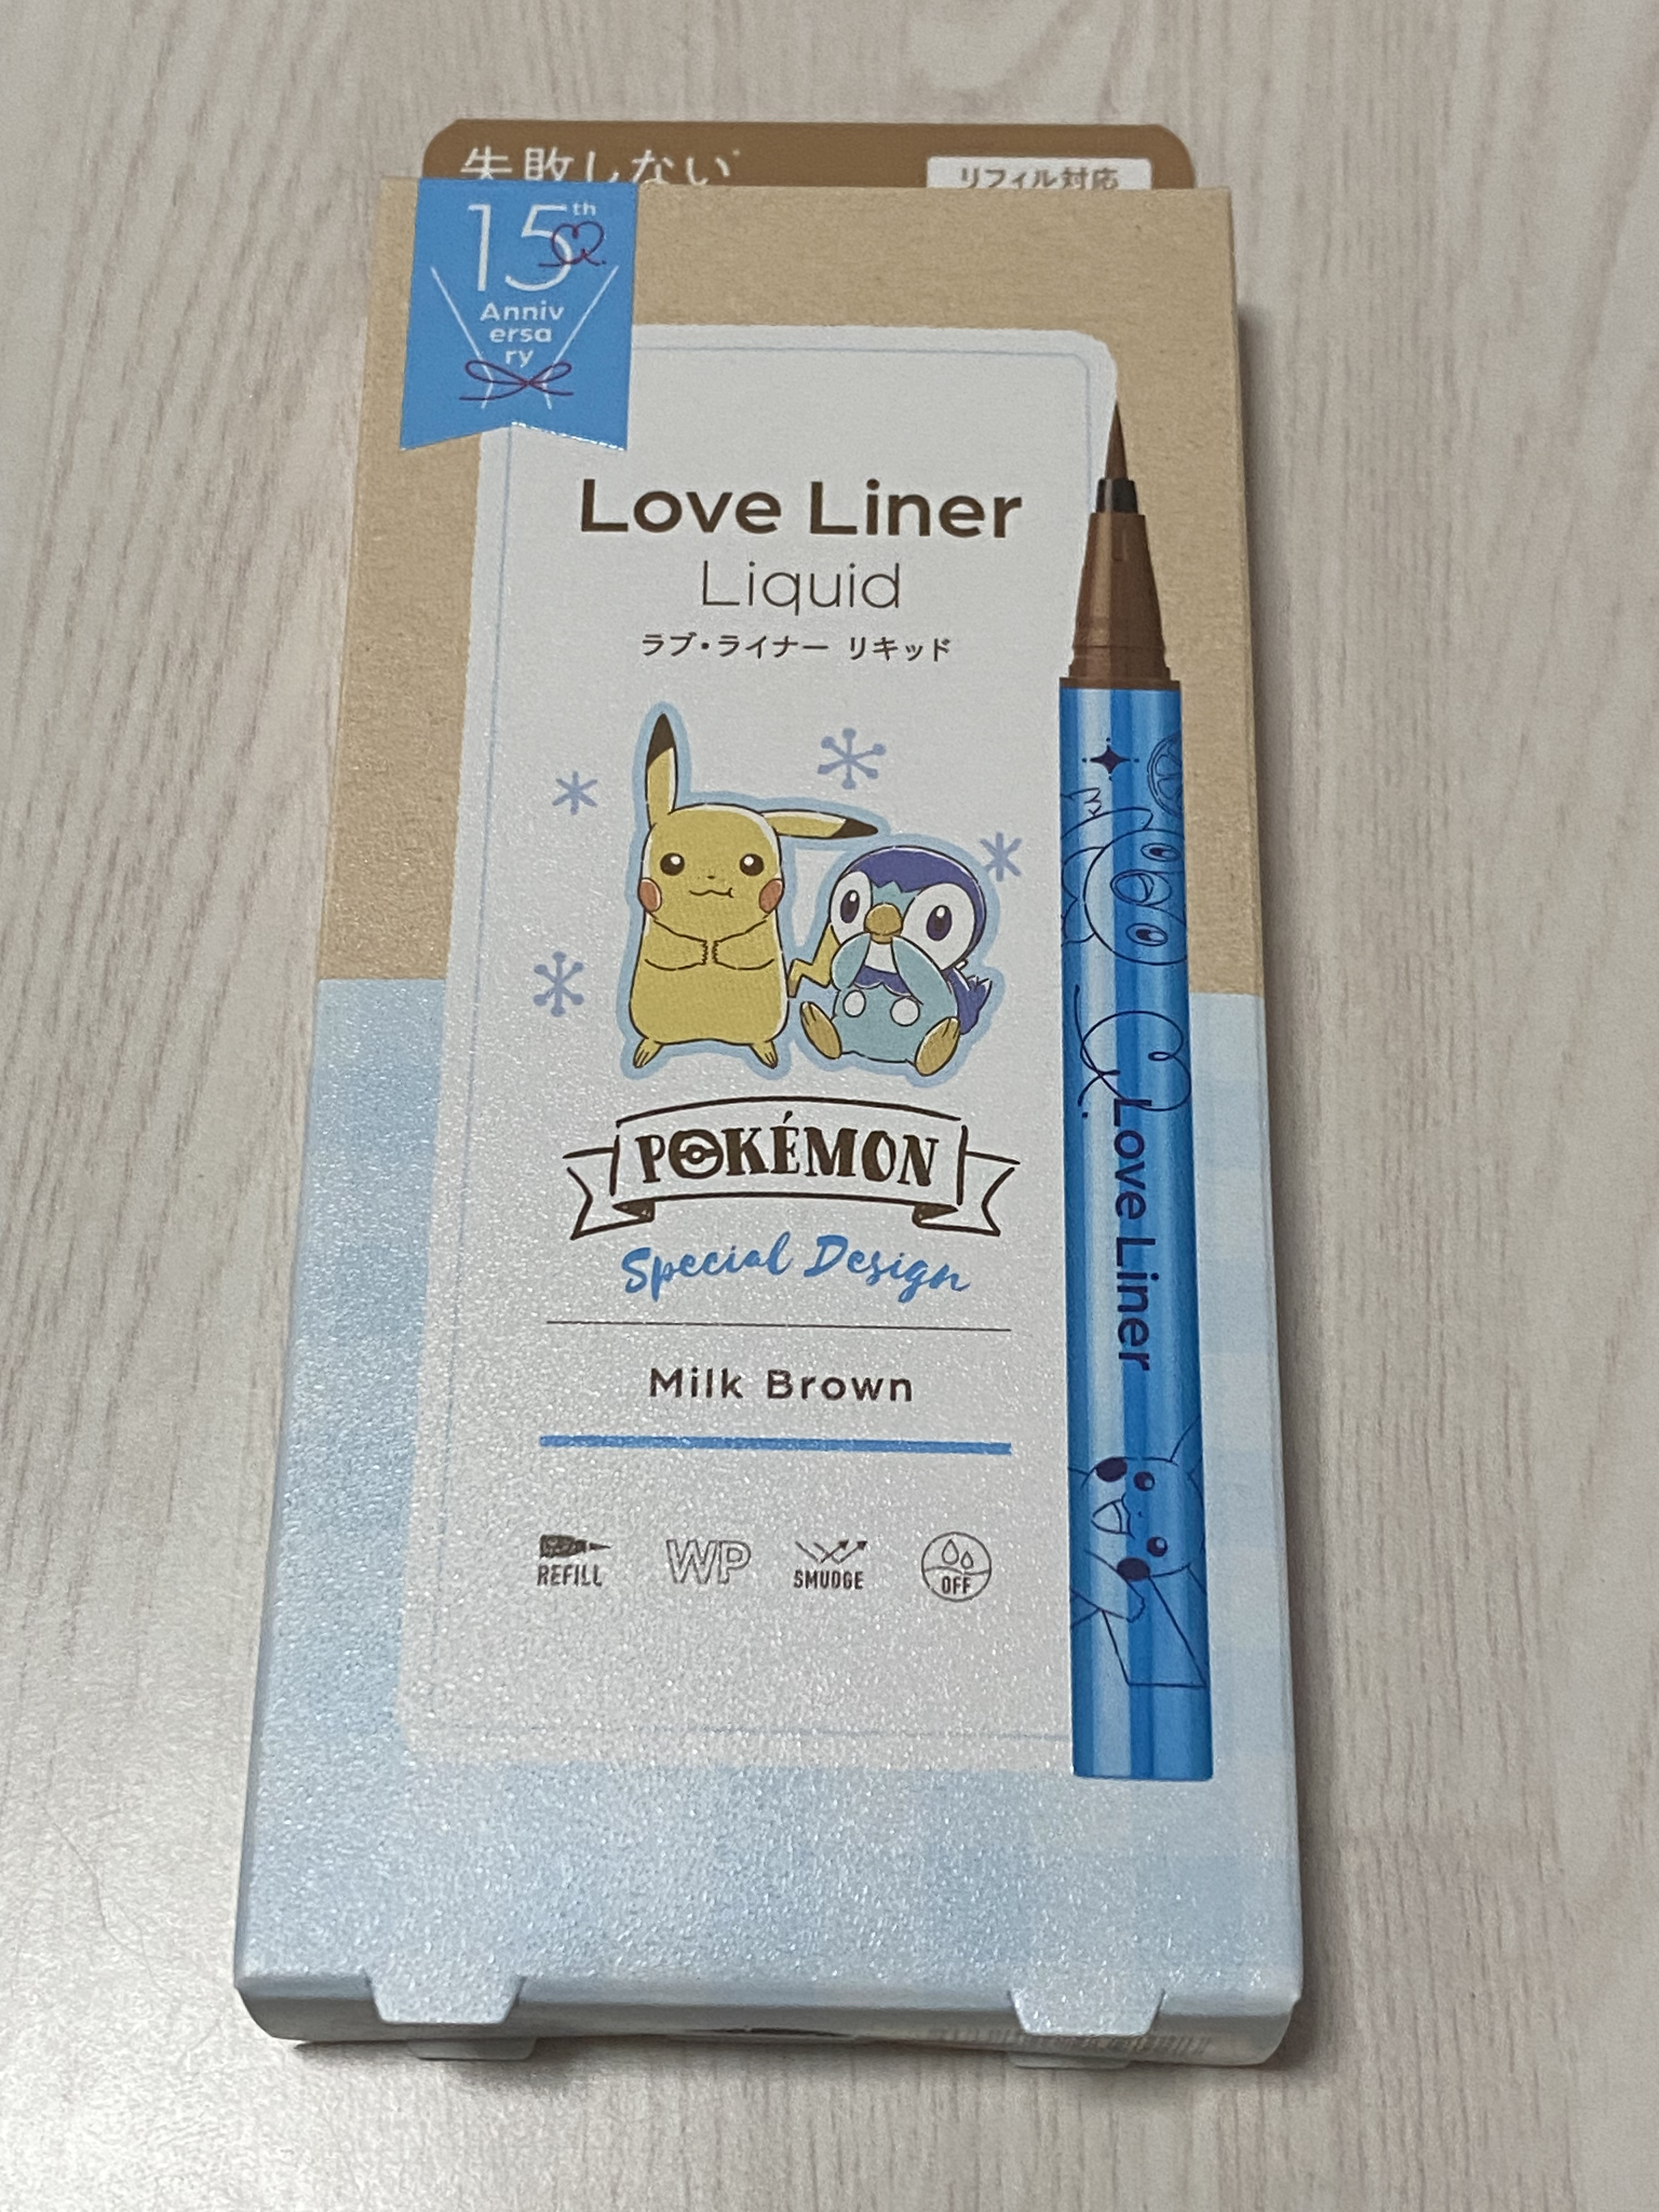 失敗しない
リフィル対応
15th
Anniv
ersa
ry
Love Liner
Liquid
ラブ・ライナー リキッド
POKÉMON
Special Design
Milk Brown
REFILL
WP
SMUDGE
OFF
Love Liner